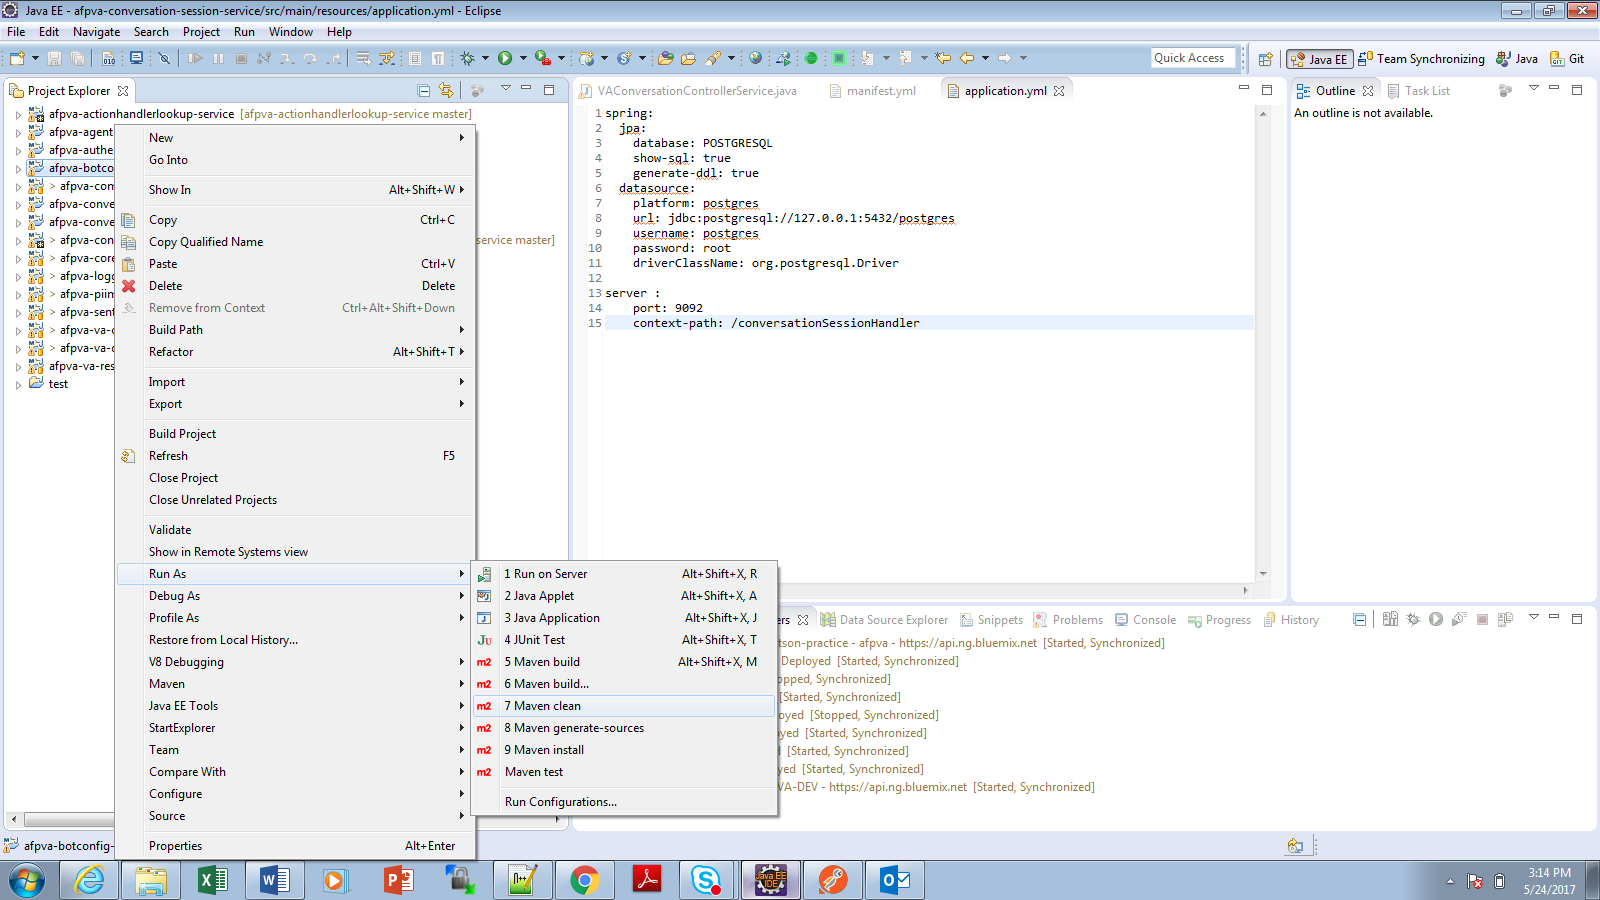 Java EE - afpva-conversation-session-service/src/main/resources/application.yml - Eclipse
File Edit Navigate Search Project Run Window Help
Quick Access
Java EE Team Synchronizing Java Git
Project Explorer
afpva-actionhandlerlookup-service [afpva-actionhandlerlookup-service master]
afpva-agent
afpva-authe
afpva-botco
> afpva-com
afpva-conve
afpva-conve
> afpva-con
service master]
> afpva-core
> afpva-logg
> afpva-piim
> afpva-sent
> afpva-va-c
> afpva-va-c
afpva-va-res
test
New
Go Into
Show In Alt+Shift+W
Copy Ctrl+C
Copy Qualified Name
Paste Ctrl+V
Delete Delete
Remove from Context Ctrl+Alt+Shift+Down
Build Path
Refactor Alt+Shift+T
Import
Export
Build Project
Refresh F5
Close Project
Close Unrelated Projects
Validate
Show in Remote Systems view
Run As
Debug As
Profile As
Restore from Local History...
V8 Debugging
Maven
Java EE Tools
StartExplorer
Team
Compare With
Configure
Source
Properties Alt+Enter
1 Run on Server Alt+Shift+X, R
2 Java Applet Alt+Shift+X, A
3 Java Application Alt+Shift+X, J
4 JUnit Test Alt+Shift+X, T
5 Maven build Alt+Shift+X, M
6 Maven build...
7 Maven clean
8 Maven generate-sources
9 Maven install
Maven test
Run Configurations...
VAConversationControllerService.java manifest.yml application.yml
1 spring:
2 jpa:
3 database: POSTGRESQL
4 show-sql: true
5 generate-ddl: true
6 datasource:
7 platform: postgres
8 url: jdbc:postgresql://127.0.0.1:5432/postgres
9 username: postgres
10 password: root
11 driverClassName: org.postgresql.Driver
12
13 server :
14 port: 9092
15 context-path: /conversationSessionHandler
Outline Task List
An outline is not available.
ers Data Source Explorer Snippets Problems Console Progress History
tson-practice - afpva - https://api.ng.bluemix.net [Started, Synchronized]
Deployed [Started, Synchronized]
opped, Synchronized]
[Started, Synchronized]
oyed [Stopped, Synchronized]
yed [Started, Synchronized]
d [Started, Synchronized]
yed [Started, Synchronized]
VA-DEV - https://api.ng.bluemix.net [Started, Synchronized]
afpva-botconfig-
3:14 PM
5/24/2017